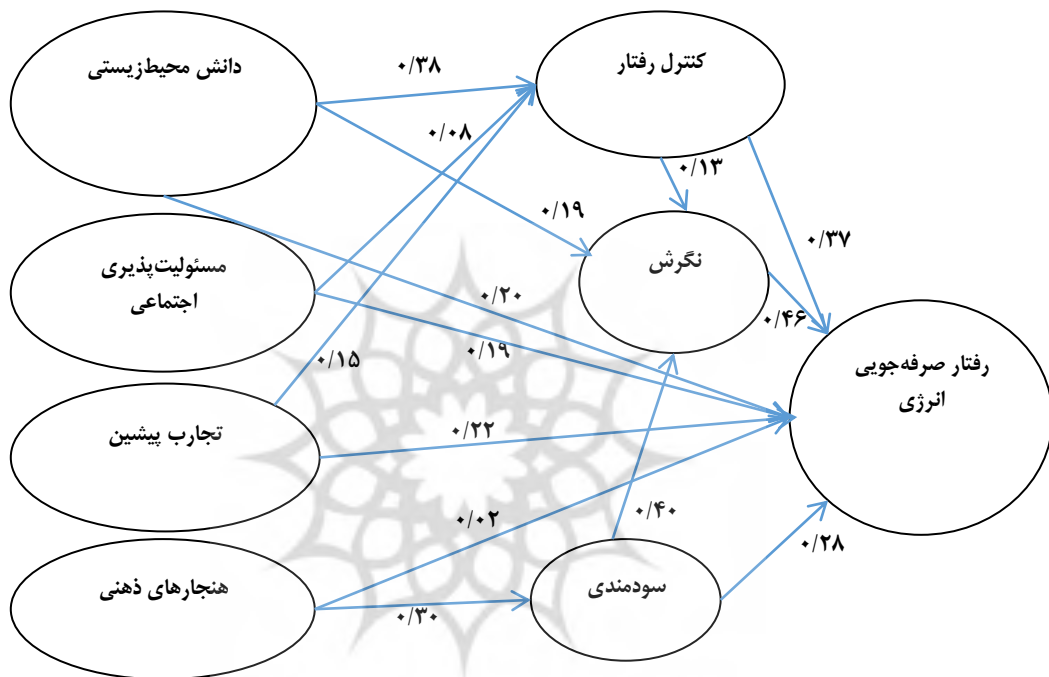 دانش محیط‌زیستی
کنترل رفتار
۰/۳۸
۰/۰۸
۰/۱۳
۰/۱۹
نگرش
۰/۳۷
مسئولیت‌پذیری
اجتماعی
۰/۲۰
۰/۴۶
۰/۱۹
۰/۱۵
رفتار صرفه‌جویی
انرژی
تجارب پیشین
۰/۲۲
۰/۰۲
۰/۴۰
۰/۲۸
هنجارهای ذهنی
سودمندی
۰/۳۰